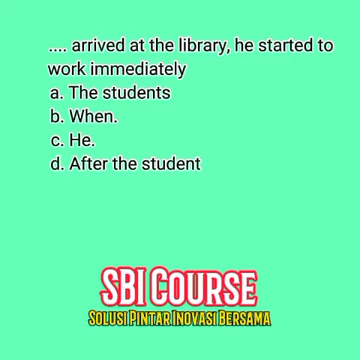 .... arrived at the library, he started to
work immediately
a. The students
b. When.
c. He.
d. After the student
SBI Course
Solusi Pintar Inovasi Bersama